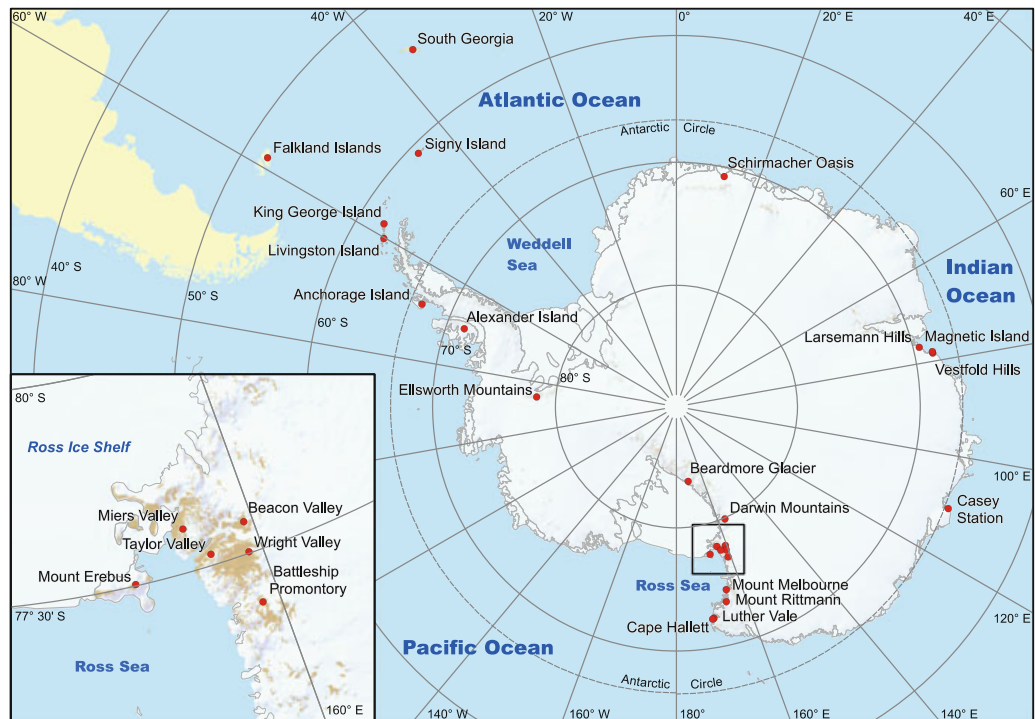 60° W
40° W
20° W
0°
20° E
40° E
South Georgia
Atlantic Ocean
Antarctic Circle
Falkland Islands
Signy Island
Schirmacher Oasis
60° E
King George Island
Livingston Island
Weddell
Sea
Indian
Ocean
40° S
80° W
50° S
Anchorage Island
60° S
Alexander Island
70° S
Larsemann Hills
Magnetic Island
Vestfold Hills
Ellsworth Mountains
80° S
80° S
Ross Ice Shelf
Beardmore Glacier
100° E
Casey
Station
Darwin Mountains
Miers Valley
Beacon Valley
Taylor Valley
Wright Valley
Mount Erebus
Battleship
Promontory
77° 30' S
Ross Sea
160° E
Ross Sea
Mount Melbourne
Mount Rittmann
Luther Vale
Cape Hallett
120° E
Pacific Ocean
Antarctic Circle
140° W
160° W
180°
160° E
140° E